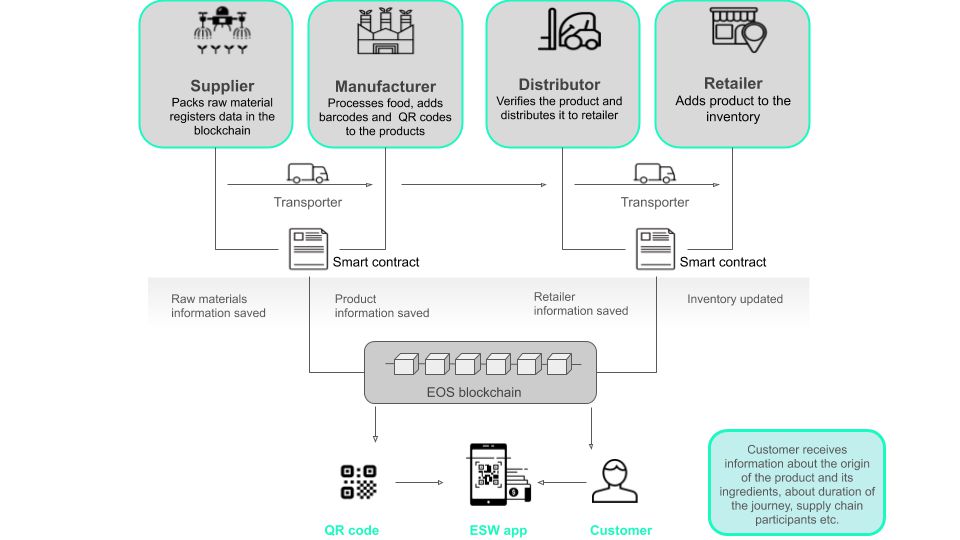 Supplier
Packs raw material
registers data in the
blockchain
Manufacturer
Processes food, adds
barcodes and QR codes
to the products
Distributor
Verifies the product and
distributes it to retailer
Retailer
Adds product to the
inventory
Transporter
Transporter
Smart contract
Smart contract
Raw materials
information saved
Product
information saved
Retailer
information saved
Inventory updated
EOS blockchain
QR code
ESW app
Customer
Customer receives
information about the origin
of the product and its
ingredients, about duration of
the journey, supply chain
participants etc.